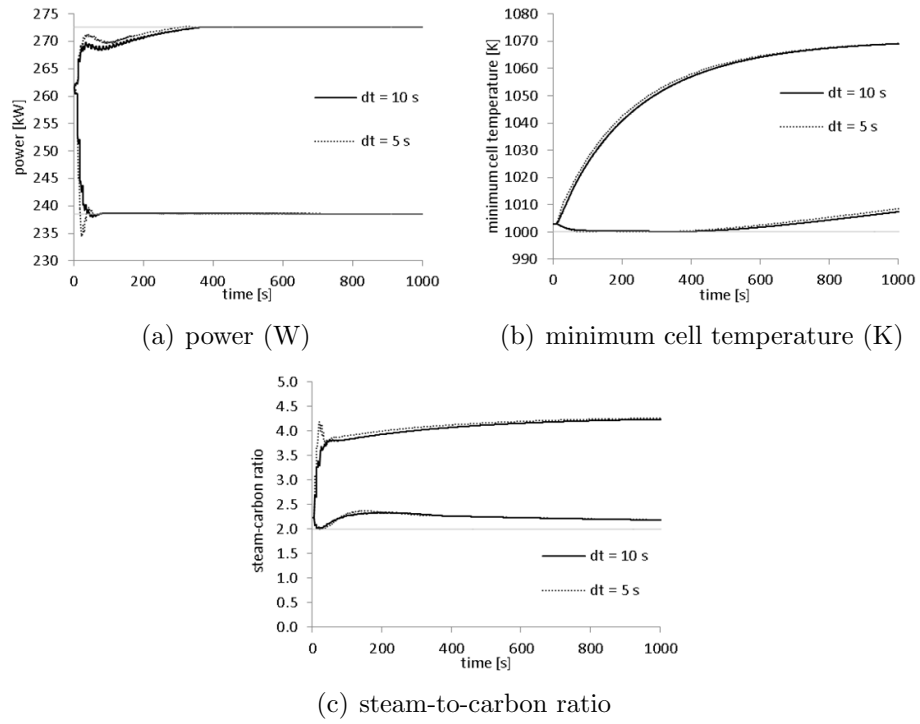 275
270
265
260
255
250
245
240
235
230
power [kW]
dt = 10 s
dt = 5 s
0 200 400 600 800 1000
time [s]
(a) power (W)
1080
1070
1060
1050
1040
1030
1020
1010
1000
990
minimum cell temperature [K]
dt = 10 s
dt = 5 s
0 200 400 600 800 1000
time [s]
(b) minimum cell temperature (K)
5.0
4.5
4.0
3.5
3.0
2.5
2.0
1.5
1.0
0.5
0.0
steam-carbon ratio
dt = 10 s
dt = 5 s
0 200 400 600 800 1000
time [s]
(c) steam-to-carbon ratio